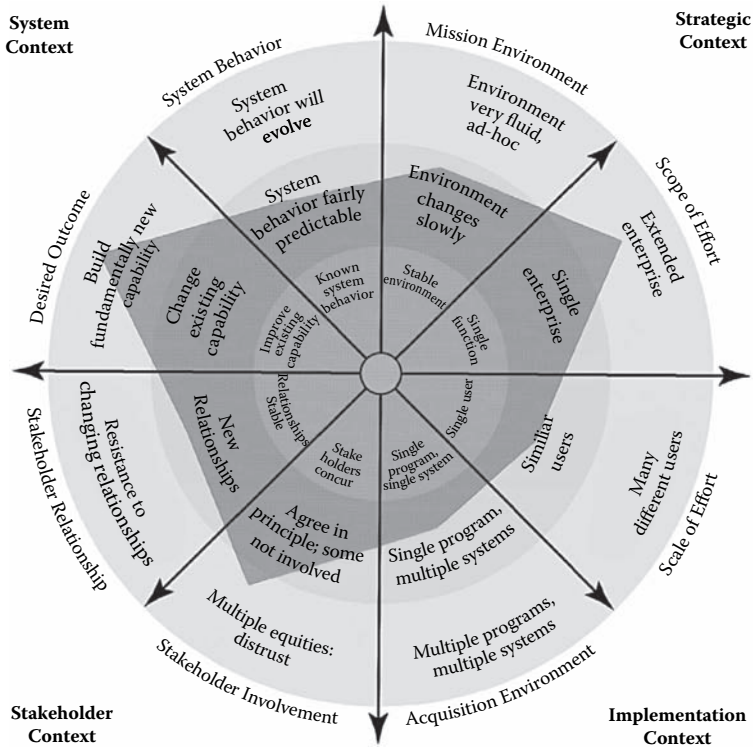 System
Context
Strategic
Context
System Behavior
Mission Environment
Desired Outcome
Scope of Effort
Stakeholder Relationship
Scale of Effort
Stakeholder Involvement
Acquisition Environment
Stakeholder
Context
Implementation
Context
System
behavior will
evolve
System
behavior fairly
predictable
Known
system
behavior
Environment
very fluid,
ad-hoc
Environment
changes
slowly
Stable
environment
Extended
enterprise
Single
enterprise
Single
function
Many
different users
Similiar
users
Single user
Multiple programs,
multiple systems
Single program,
multiple systems
Single
program,
single system
Multiple equities:
distrust
Agree in
principle; some
not involved
Stake
holders
concur
Resistance to
changing relationships
New
Relationships
Relationships
Stable
Build
fundamentally new
capability
Change
existing
capability
Improve
existing
capability